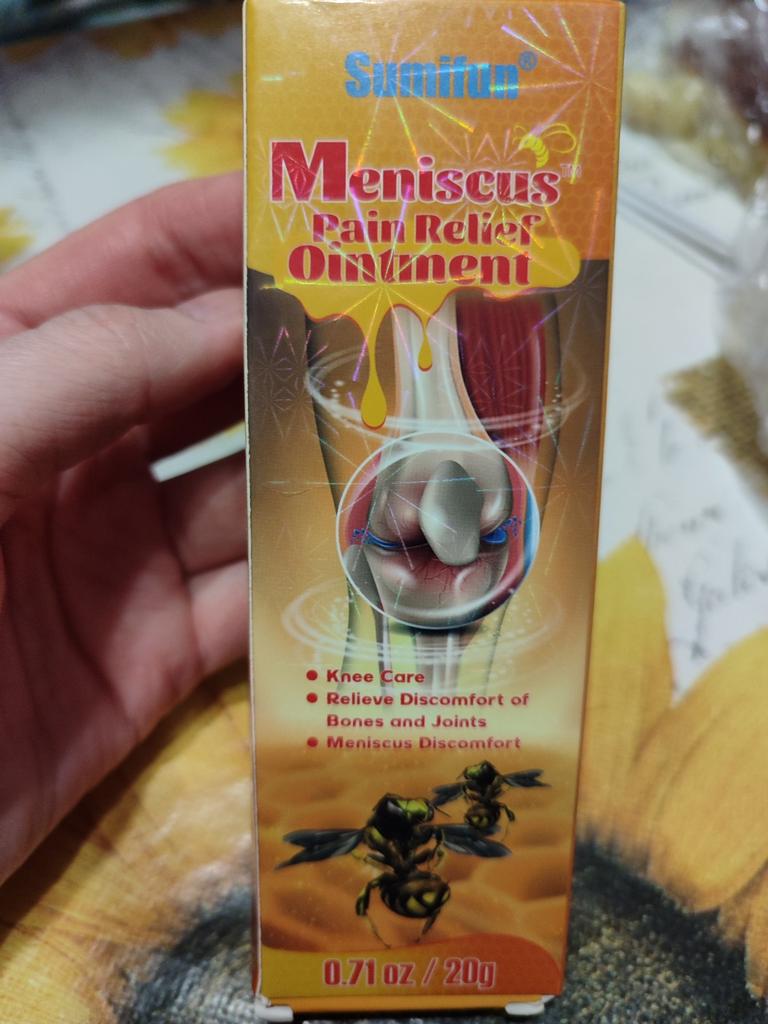 Sumifun®
Meniscus™
Pain Relief
Ointment
• Knee Care
• Relieve Discomfort of
Bones and Joints
• Meniscus Discomfort
0.71 oz / 20g